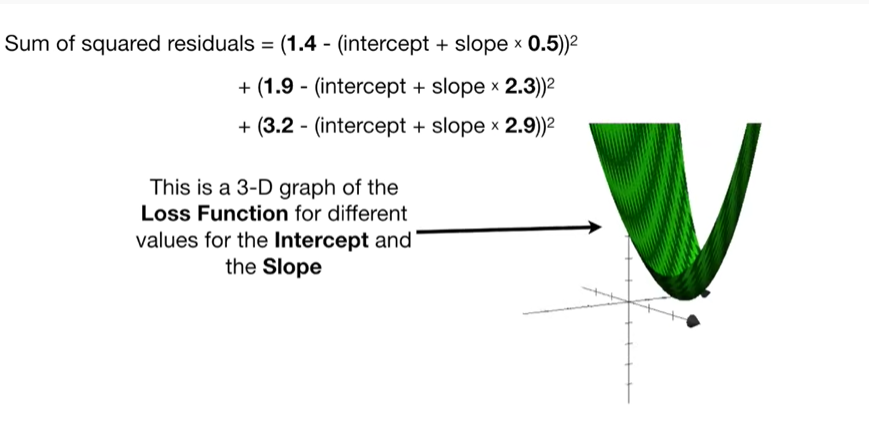 Sum of squared residuals = (1.4 - (intercept + slope × 0.5))²
+ (1.9 - (intercept + slope × 2.3))²
+ (3.2 - (intercept + slope × 2.9))²
This is a 3-D graph of the
Loss Function for different
values for the Intercept and
the Slope